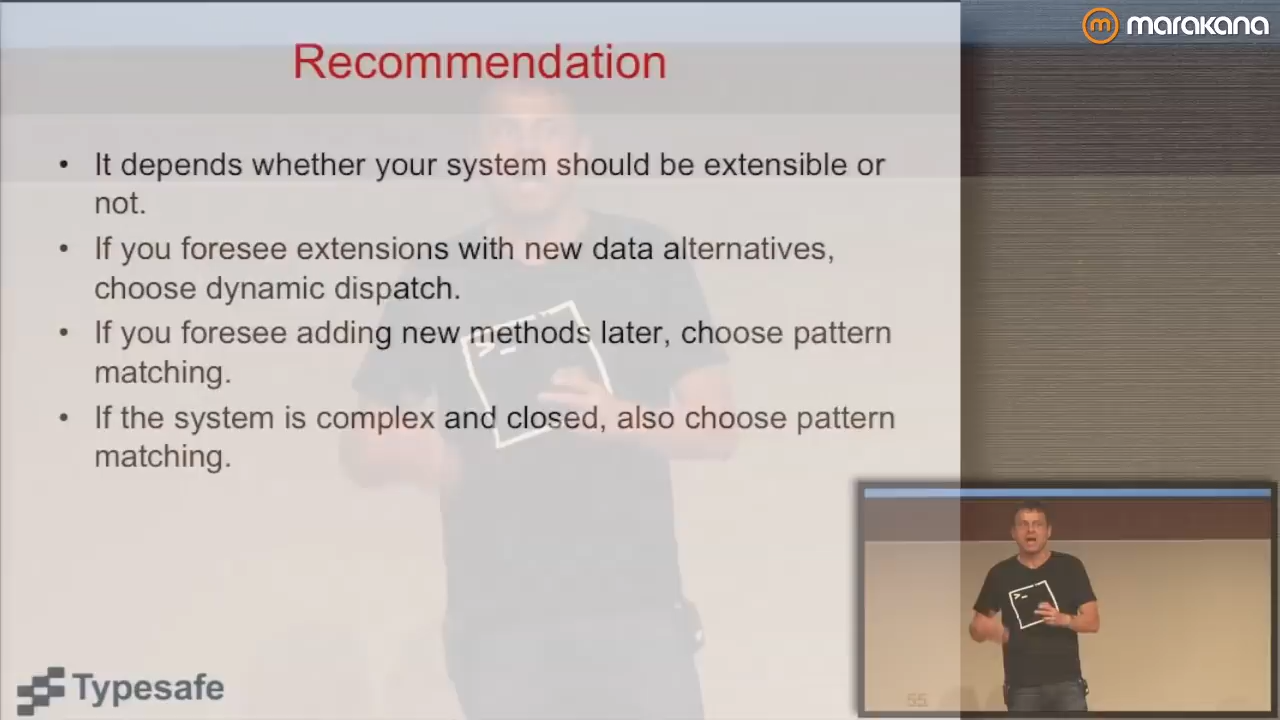 marakana
Recommendation
• It depends whether your system should be extensible or
not.
• If you foresee extensions with new data alternatives,
choose dynamic dispatch.
• If you foresee adding new methods later, choose pattern
matching.
• If the system is complex and closed, also choose pattern
matching.
>_
>_
Typesafe
55